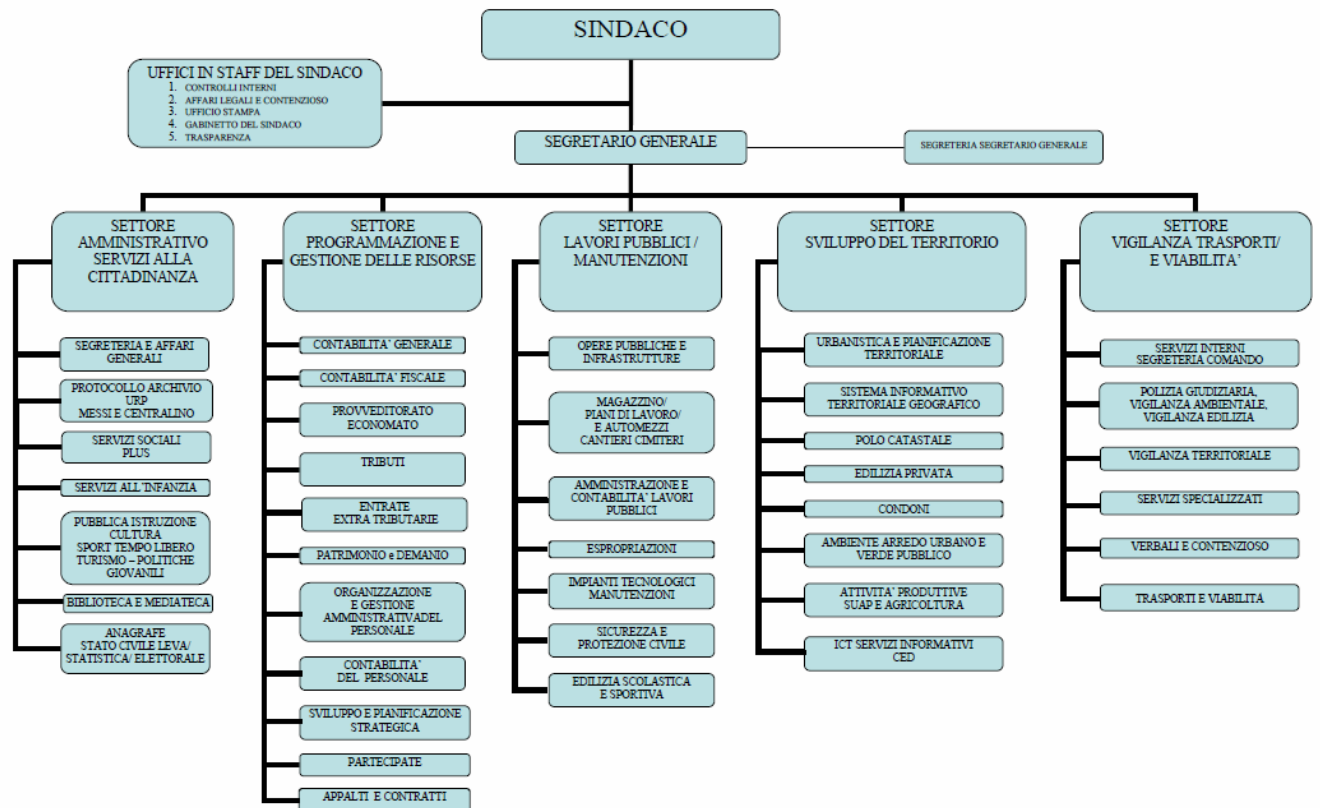 SINDACO
UFFICI IN STAFF DEL SINDACO
1. CONTROLLI INTERNI
2. AFFARI LEGALI E CONTENZIOSO
3. UFFICIO STAMPA
4. GABINETTO DEL SINDACO
5. TRASPARENZA
SEGRETARIO GENERALE
SEGRETERIA SEGRETARIO GENERALE
SETTORE
AMMINISTRATIVO
SERVIZI ALLA
CITTADINANZA
SEGRETERIA E AFFARI
GENERALI
PROTOCOLLO ARCHIVIO
URP
MESSI E CENTRALINO
SERVIZI SOCIALI
PLUS
SERVIZI ALL'INFANZIA
PUBBLICA ISTRUZIONE
CULTURA
SPORT TEMPO LIBERO
TURISMO – POLITICHE
GIOVANILI
BIBLIOTECA E MEDIATECA
ANAGRAFE
STATO CIVILE LEVA/
STATISTICA/ ELETTORALE
SETTORE
PROGRAMMAZIONE E
GESTIONE DELLE RISORSE
CONTABILITA' GENERALE
CONTABILITA' FISCALE
PROVVEDITORATO
ECONOMATO
TRIBUTI
ENTRATE
EXTRA TRIBUTARIE
PATRIMONIO e DEMANIO
ORGANIZZAZIONE
E GESTIONE
AMMINISTRATIVADEL
PERSONALE
CONTABILITA'
DEL PERSONALE
SVILUPPO E PIANIFICAZIONE
STRATEGICA
PARTECIPATE
APPALTI E CONTRATTI
SETTORE
LAVORI PUBBLICI /
MANUTENZIONI
OPERE PUBBLICHE E
INFRASTRUTTURE
MAGAZZINO/
PIANI DI LAVORO/
E AUTOMEZZI
CANTIERI CIMITERI
AMMINISTRAZIONE E
CONTABILITA' LAVORI
PUBBLICI
ESPROPRIAZIONI
IMPIANTI TECNOLOGICI
MANUTENZIONI
SICUREZZA E
PROTEZIONE CIVILE
EDILIZIA SCOLASTICA
E SPORTIVA
SETTORE
SVILUPPO DEL TERRITORIO
URBANISTICA E PIANIFICAZIONE
TERRITORIALE
SISTEMA INFORMATIVO
TERRITORIALE GEOGRAFICO
POLO CATASTALE
EDILIZIA PRIVATA
CONDONI
AMBIENTE ARREDO URBANO E
VERDE PUBBLICO
ATTIVITA' PRODUTTIVE
SUAP E AGRICOLTURA
ICT SERVIZI INFORMATIVI
CED
SETTORE
VIGILANZA TRASPORTI/
E VIABILITA'
SERVIZI INTERNI
SEGRETERIA COMANDO
POLIZIA GIUDIZIARIA,
VIGILANZA AMBIENTALE,
VIGILANZA EDILIZIA
VIGILANZA TERRITORIALE
SERVIZI SPECIALIZZATI
VERBALI E CONTENZIOSO
TRASPORTI E VIABILITA